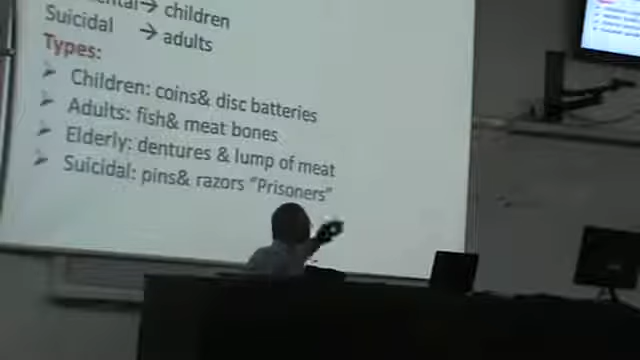 → children
Suicidal → adults
Types:
➢ Children: coins& disc batteries
➢ Adults: fish& meat bones
➢ Elderly: dentures & lump of meat
➢ Suicidal: pins& razors "Prisoners"